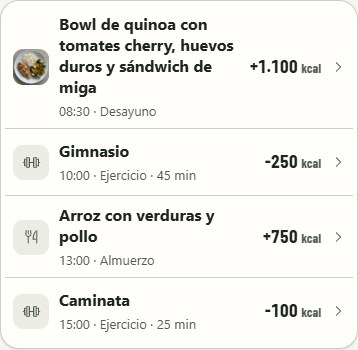 Bowl de quinoa con
tomates cherry, huevos
duros y sándwich de
miga
+1.100 kcal
08:30 · Desayuno
Gimnasio
-250 kcal
10:00 · Ejercicio · 45 min
Arroz con verduras y
pollo
+750 kcal
13:00 · Almuerzo
Caminata
-100 kcal
15:00 · Ejercicio · 25 min